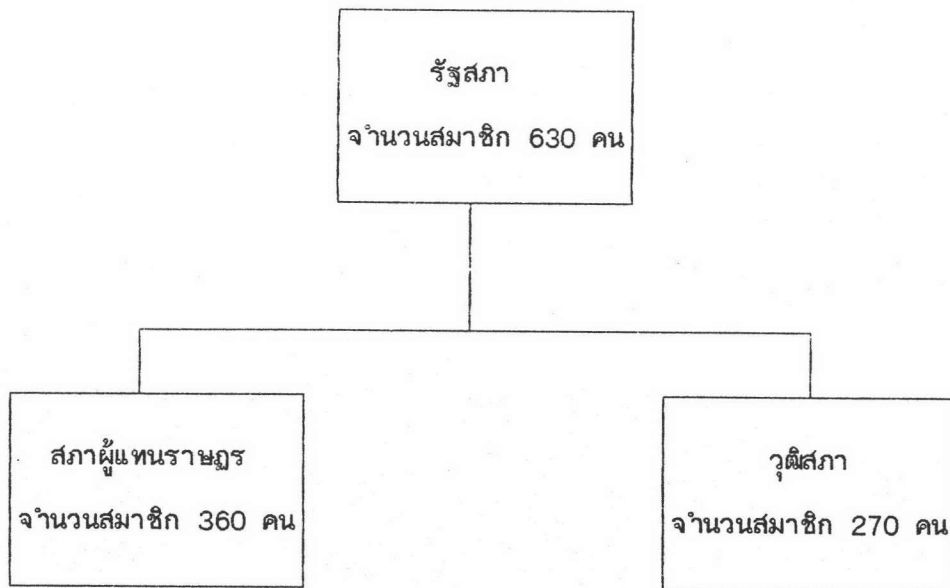 รัฐสภา
จำนวนสมาชิก 630 คน
สภาผู้แทนราษฎร
จำนวนสมาชิก 360 คน
วุฒิสภา
จำนวนสมาชิก 270 คน